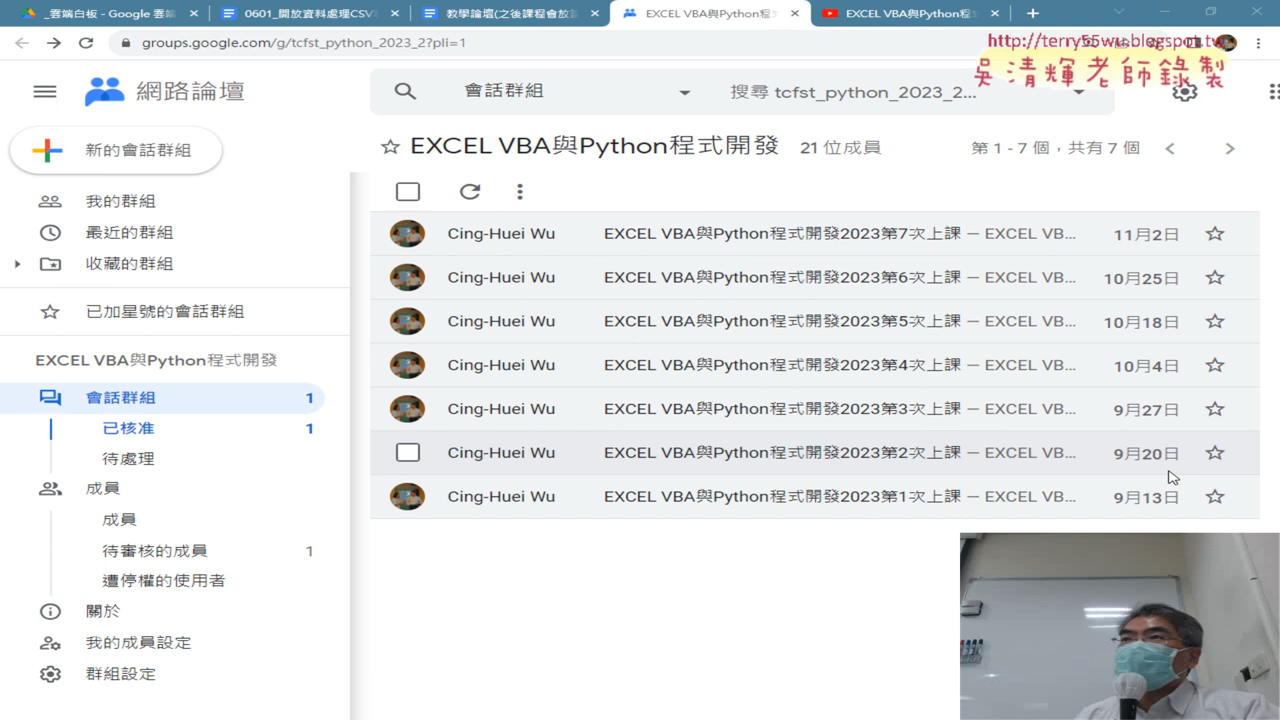 _雲端白板 - Google 雲端
0601_開放資料處理CSV
教學論壇(之後課程會放
EXCEL VBA與Python程
EXCEL VBA與Python程
groups.google.com/g/tcfst_python_2023_2?pli=1
http://terry55wu.blogspot.tw
吳清輝老師錄製
網路論壇
會話群組
搜尋 tcfst_python_2023_2...
新的會話群組
EXCEL VBA與Python程式開發
21 位成員
第 1 - 7 個，共有 7 個
我的群組
最近的群組
收藏的群組
已加星號的會話群組
EXCEL VBA與Python程式開發
會話群組 1
已核准 1
待處理
成員
成員
待審核的成員 1
遭停權的使用者
關於
我的成員設定
群組設定
Cing-Huei Wu EXCEL VBA與Python程式開發2023第7次上課 — EXCEL VB... 11月2日
Cing-Huei Wu EXCEL VBA與Python程式開發2023第6次上課 — EXCEL VB... 10月25日
Cing-Huei Wu EXCEL VBA與Python程式開發2023第5次上課 — EXCEL VB... 10月18日
Cing-Huei Wu EXCEL VBA與Python程式開發2023第4次上課 — EXCEL VB... 10月4日
Cing-Huei Wu EXCEL VBA與Python程式開發2023第3次上課 — EXCEL VB... 9月27日
Cing-Huei Wu EXCEL VBA與Python程式開發2023第2次上課 — EXCEL VB... 9月20日
Cing-Huei Wu EXCEL VBA與Python程式開發2023第1次上課 — EXCEL VB... 9月13日